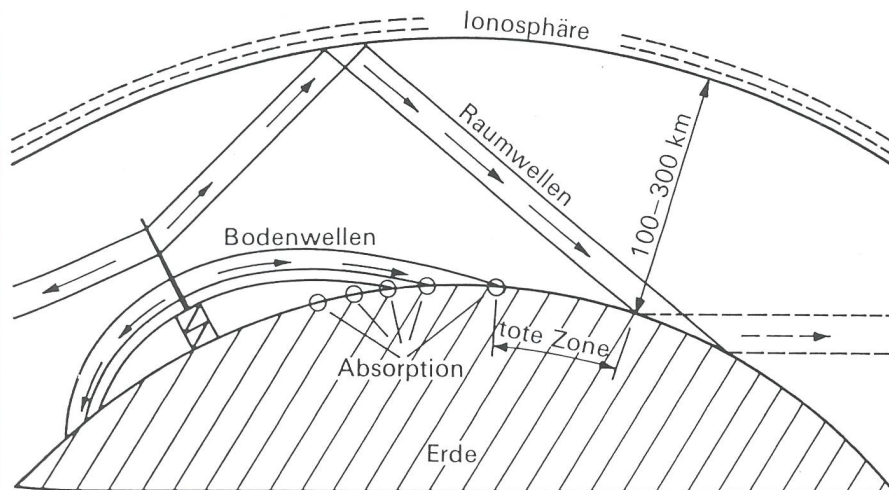 Ionosphäre
Raumwellen
100–300 km
Bodenwellen
tote Zone
Absorption
Erde